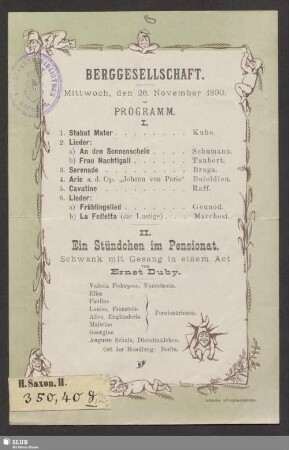 BERGGESELLSCHAFT.
Mittwoch, den 26. November 1890.
PROGRAMM.
I.
1. Stabat Mater . . . . . . . Kuhe.
2. Lieder:
a) An den Sonnenschein . . . . . Schumann.
b) Frau Nachtigall . . . . . . Taubert.
3. Serenade . . . . . . . . Braga.
4. Arie a. d. Op. „Johann von Paris" . Boieldieu.
5. Cavatine . . . . . . . . Raff.
6. Lieder:
a) Frühlingslied . . . . . . . Gounod.
b) La Folletta (die Lustige) . . . . Marchesi.
II.
Ein Stündchen im Pensionat.
Schwank mit Gesang in einem Act
von
Ernst Duby.
Valeria Vorsteherin.
Elise
Pauline
Louise, Französin
Alice, Engländerin
Pensionärinnen.
Malwine
Georgine
Auguste Schulz, Dienstmädchen.
Ort der Handlung: Berlin.
H. Saxon. H.
350,40
SLUB